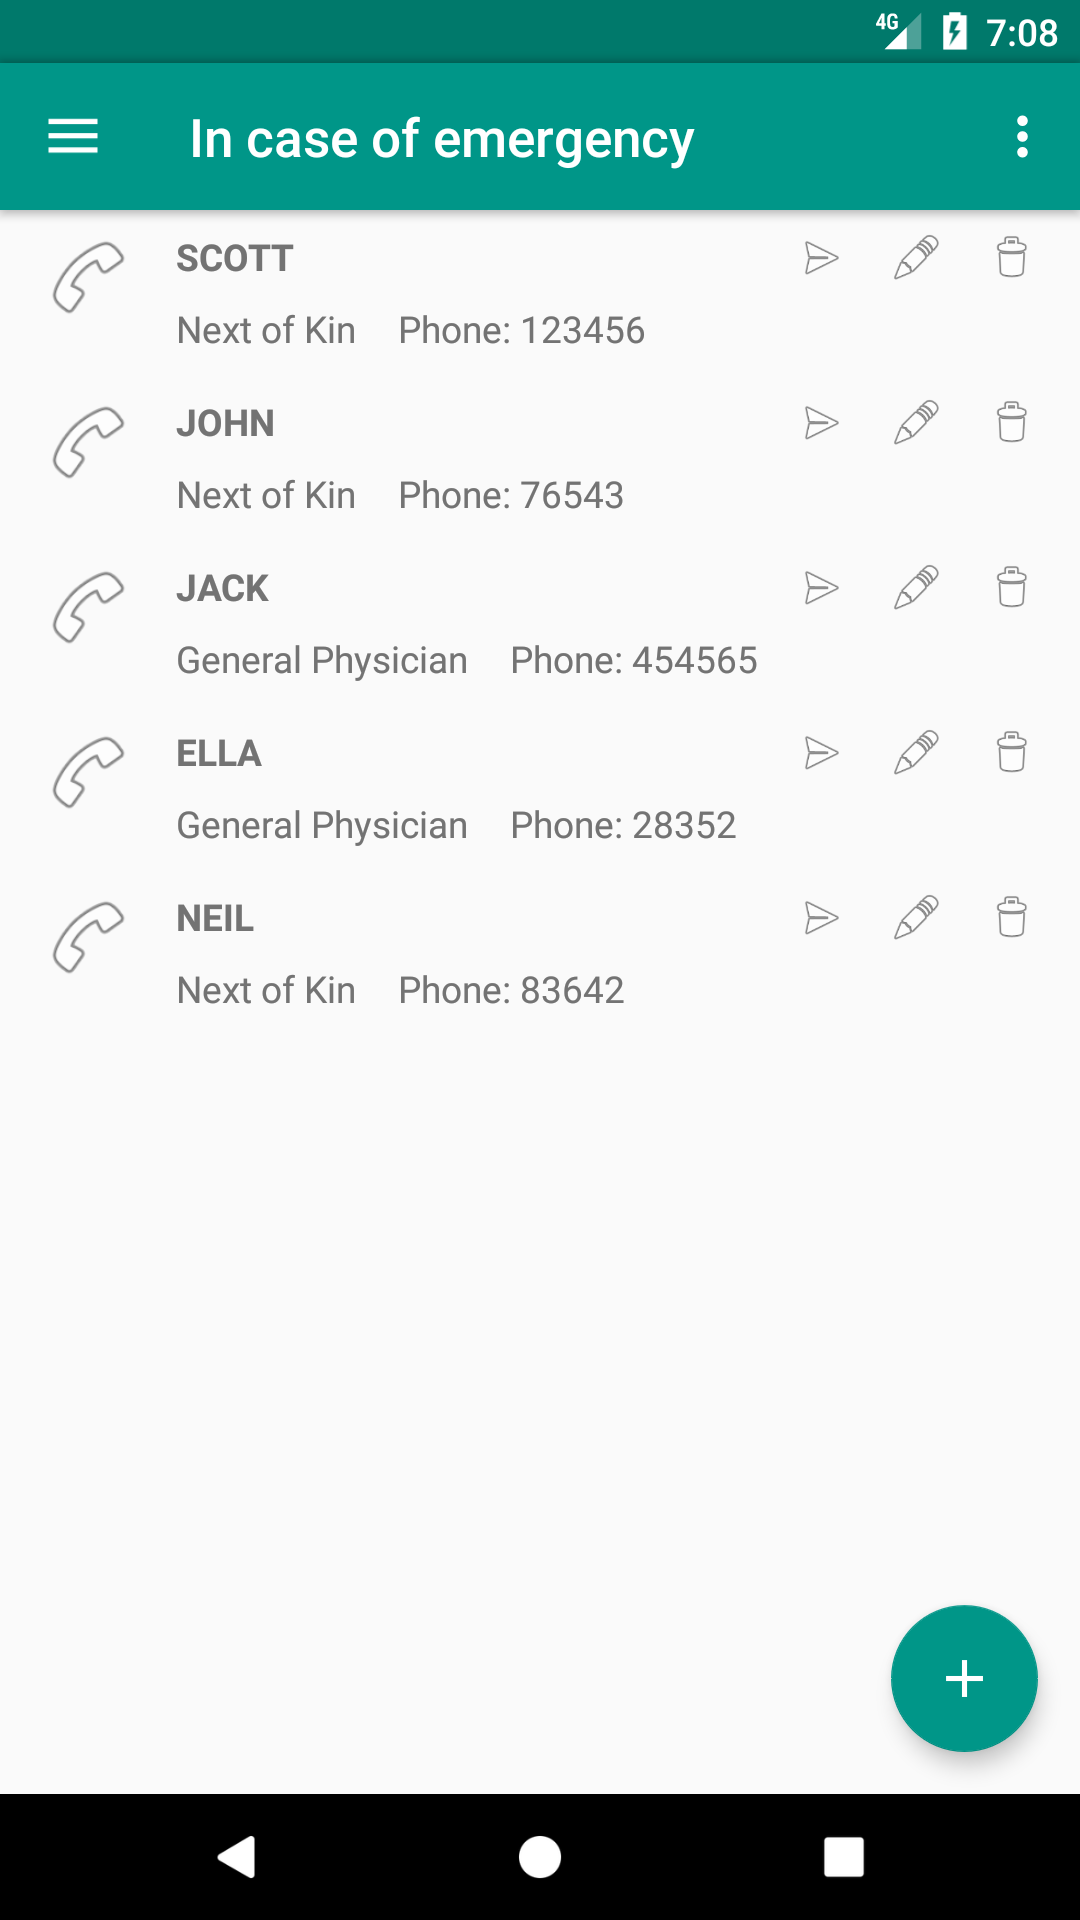 4G 7:08
In case of emergency
SCOTT
Next of Kin Phone: 123456
JOHN
Next of Kin Phone: 76543
JACK
General Physician Phone: 454565
ELLA
General Physician Phone: 28352
NEIL
Next of Kin Phone: 83642